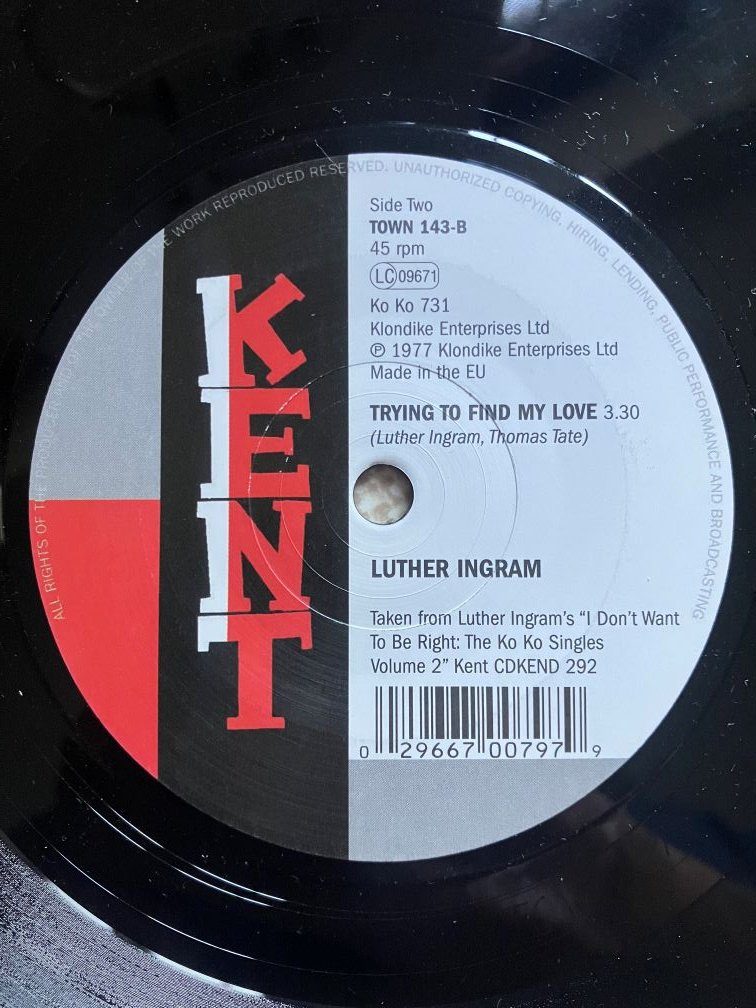 ALL RIGHTS OF THE PRODUCER AND OF THE OWNER OF THE WORK REPRODUCED RESERVED. UNAUTHORIZED COPYING, HIRING, LENDING, PUBLIC PERFORMANCE AND BROADCASTING
KENT
Side Two
TOWN 143-B
45 rpm
LC 09671
Ko Ko 731
Klondike Enterprises Ltd
℗ 1977 Klondike Enterprises Ltd
Made in the EU
TRYING TO FIND MY LOVE 3.30
(Luther Ingram, Thomas Tate)
LUTHER INGRAM
Taken from Luther Ingram's “I Don't Want
To Be Right: The Ko Ko Singles
Volume 2” Kent CDKEND 292
0 29667 00797 9